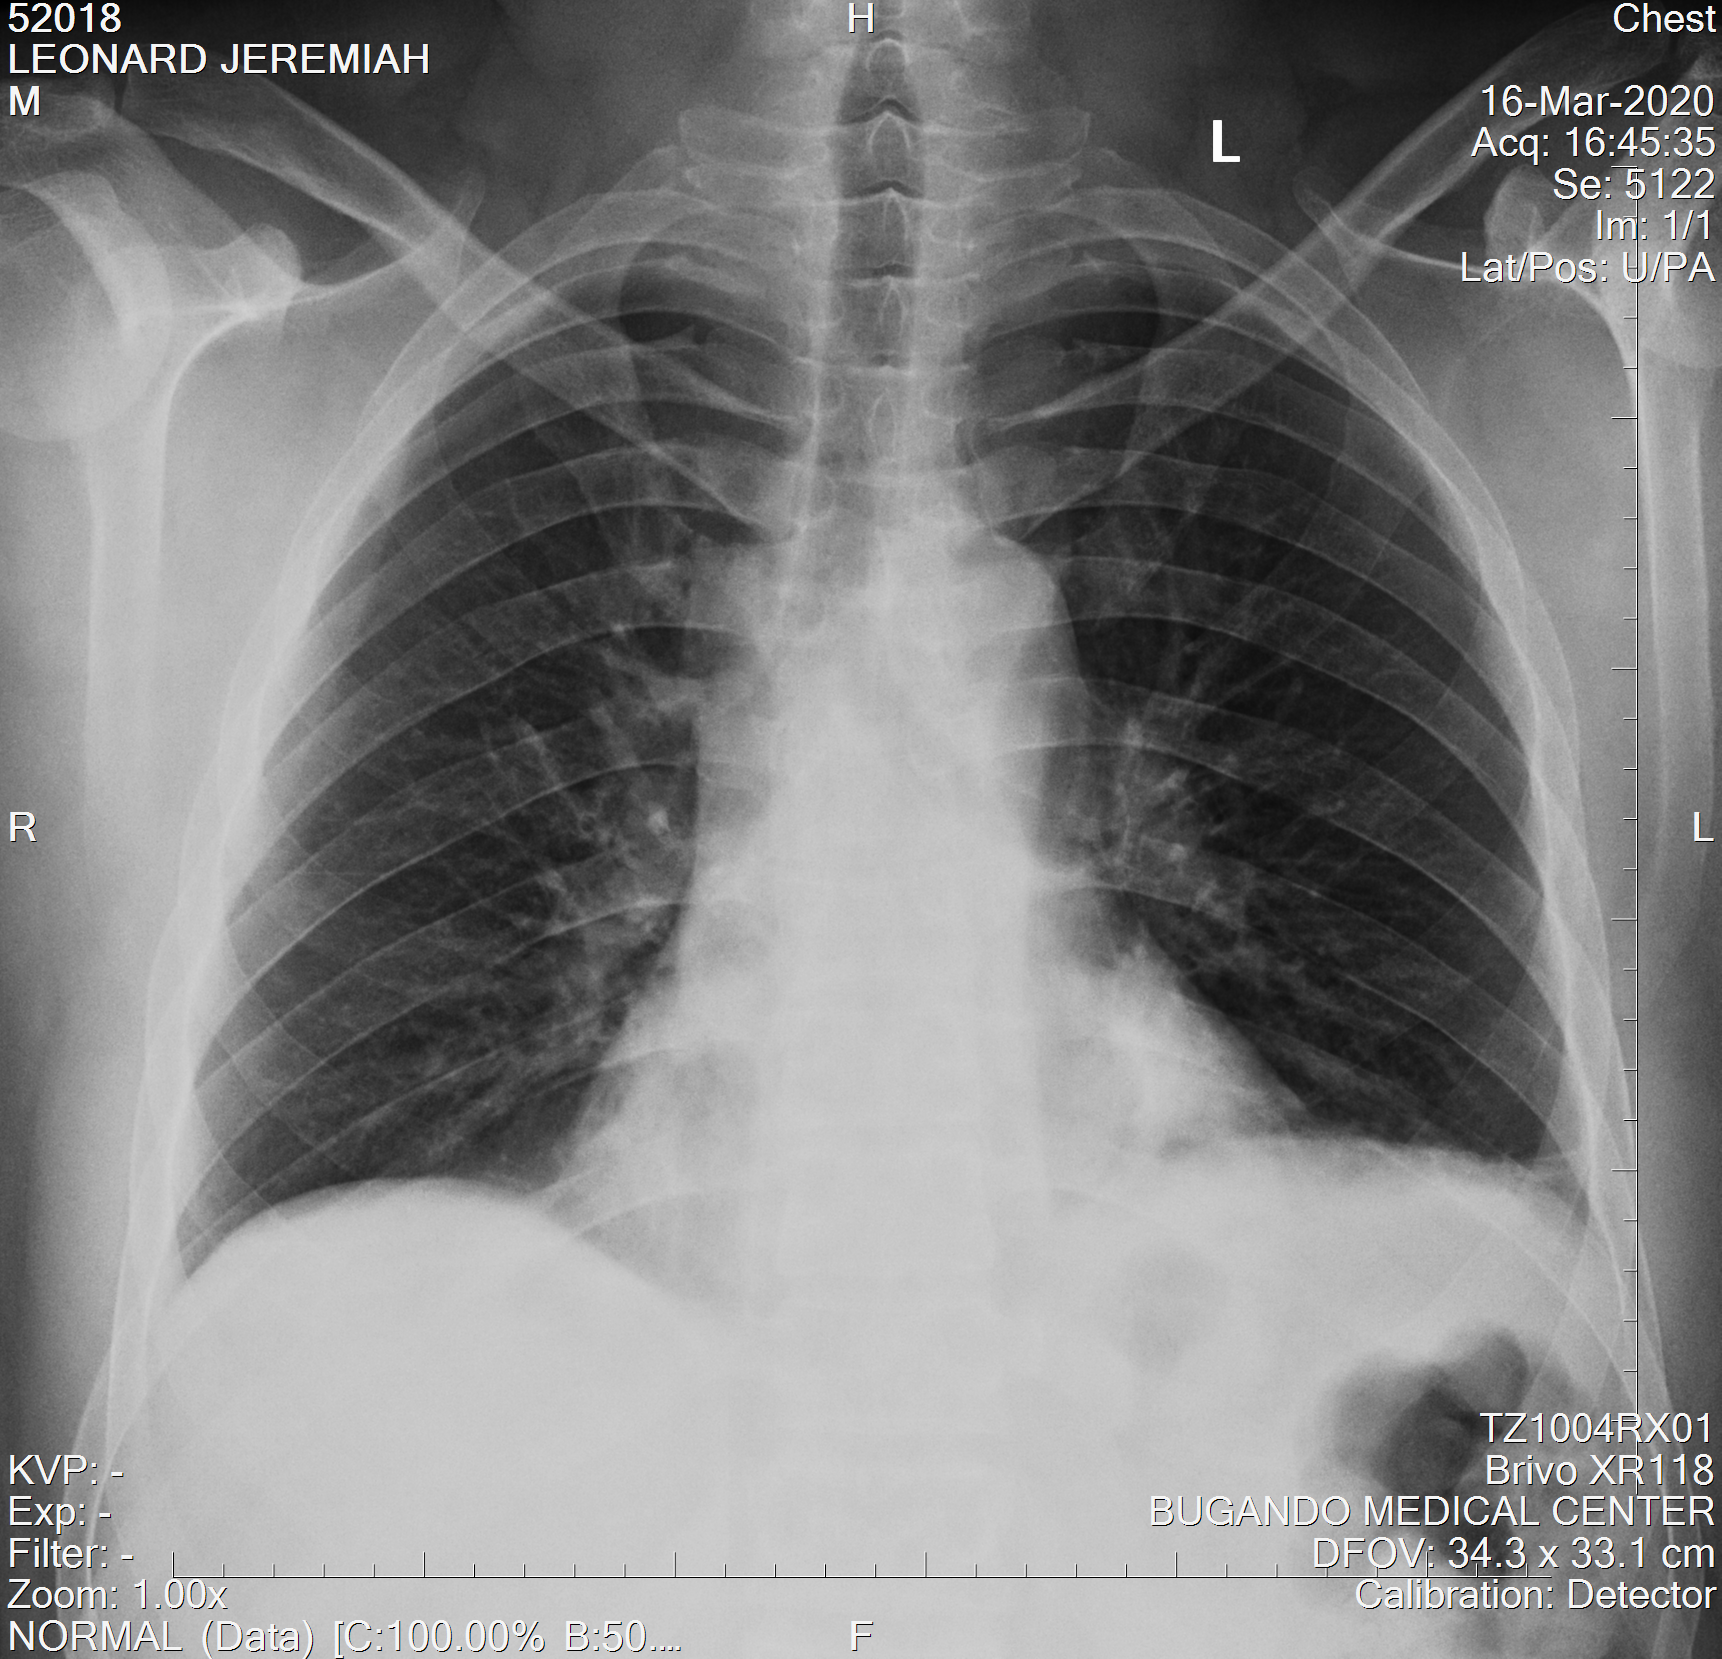 52018
LEONARD JEREMIAH
M
H
Chest
16-Mar-2020
Acq: 16:45:35
Se: 5122
Im: 1/1
Lat/Pos: U/PA
L
R
L
KVP: -
Exp: -
Filter: -
Zoom: 1.00x
NORMAL (Data) [C:100.00% B:50....
F
TZ1004RX01
Brivo XR118
BUGANDO MEDICAL CENTER
DFOV: 34.3 x 33.1 cm
Calibration: Detector